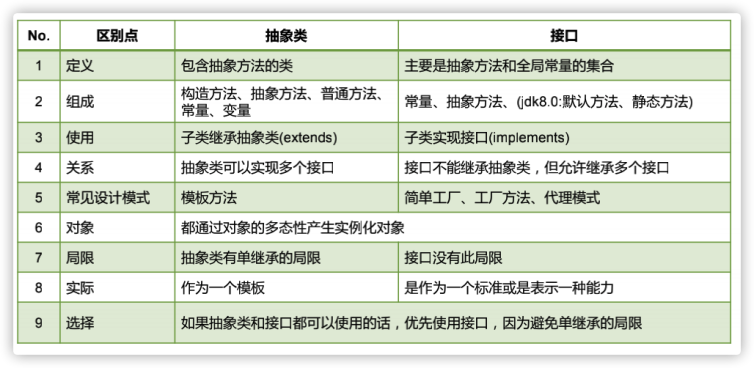 No. 区别点 抽象类 接口
1 定义 包含抽象方法的类 主要是抽象方法和全局常量的集合
2 组成 构造方法、抽象方法、普通方法、常量、变量 常量、抽象方法、(jdk8.0:默认方法、静态方法)
3 使用 子类继承抽象类(extends) 子类实现接口(implements)
4 关系 抽象类可以实现多个接口 接口不能继承抽象类，但允许继承多个接口
5 常见设计模式 模板方法 简单工厂、工厂方法、代理模式
6 对象 都通过对象的多态性产生实例化对象
7 局限 抽象类有单继承的局限 接口没有此局限
8 实际 作为一个模板 是作为一个标准或是表示一种能力
9 选择 如果抽象类和接口都可以使用的话，优先使用接口，因为避免单继承的局限